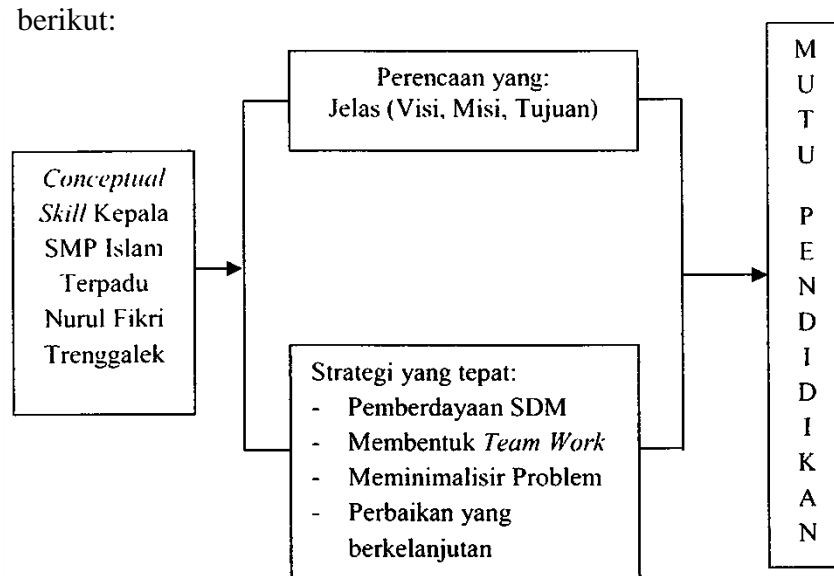 berikut:
Perencaan yang:
Jelas (Visi, Misi, Tujuan)
Conceptual
Skill Kepala
SMP Islam
Terpadu
Nurul Fikri
Trenggalek
Strategi yang tepat:
- Pemberdayaan SDM
- Membentuk Team Work
- Meminimalisir Problem
- Perbaikan yang
berkelanjutan
M
U
T
U
P
E
N
D
I
D
I
K
A
N